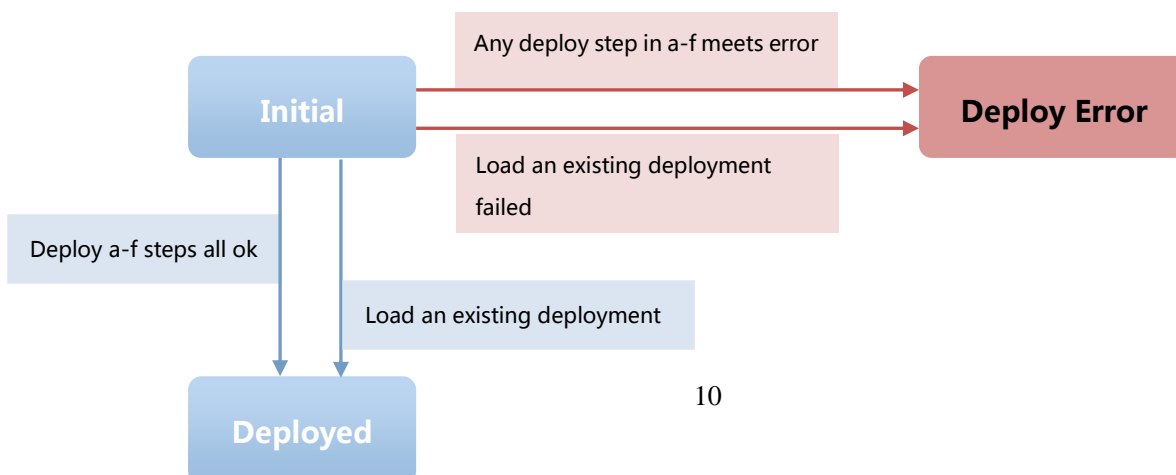 Any deploy step in a-f meets error
Initial
Deploy Error
Load an existing deployment
failed
Deploy a-f steps all ok
Load an existing deployment
10
Deployed